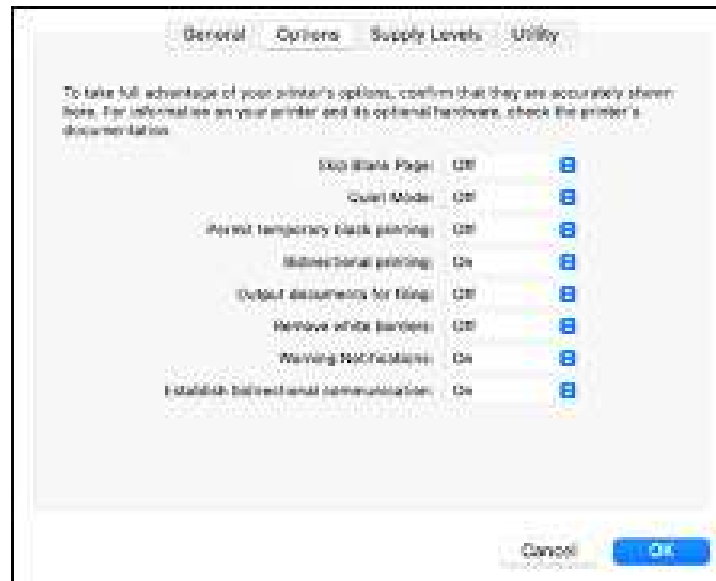 General Options Supply Levels Utility
To take full advantage of your printer's options, confirm that they are accurately shown
here. For information on your printer and its optional hardware, check the printer's
documentation.
Skip Blank Page: Off
Quiet Mode: Off
Permit temporary black printing: Off
Bidirectional printing: On
Output documents for filing: Off
Remove white borders: Off
Warning Notifications: On
Establish bidirectional communication: On
Cancel OK